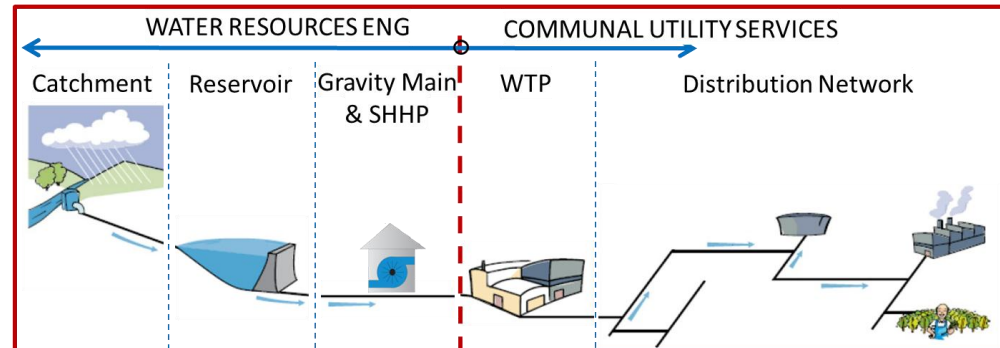 WATER RESOURCES ENG
COMMUNAL UTILITY SERVICES
Catchment
Reservoir
Gravity Main
& SHHP
WTP
Distribution Network